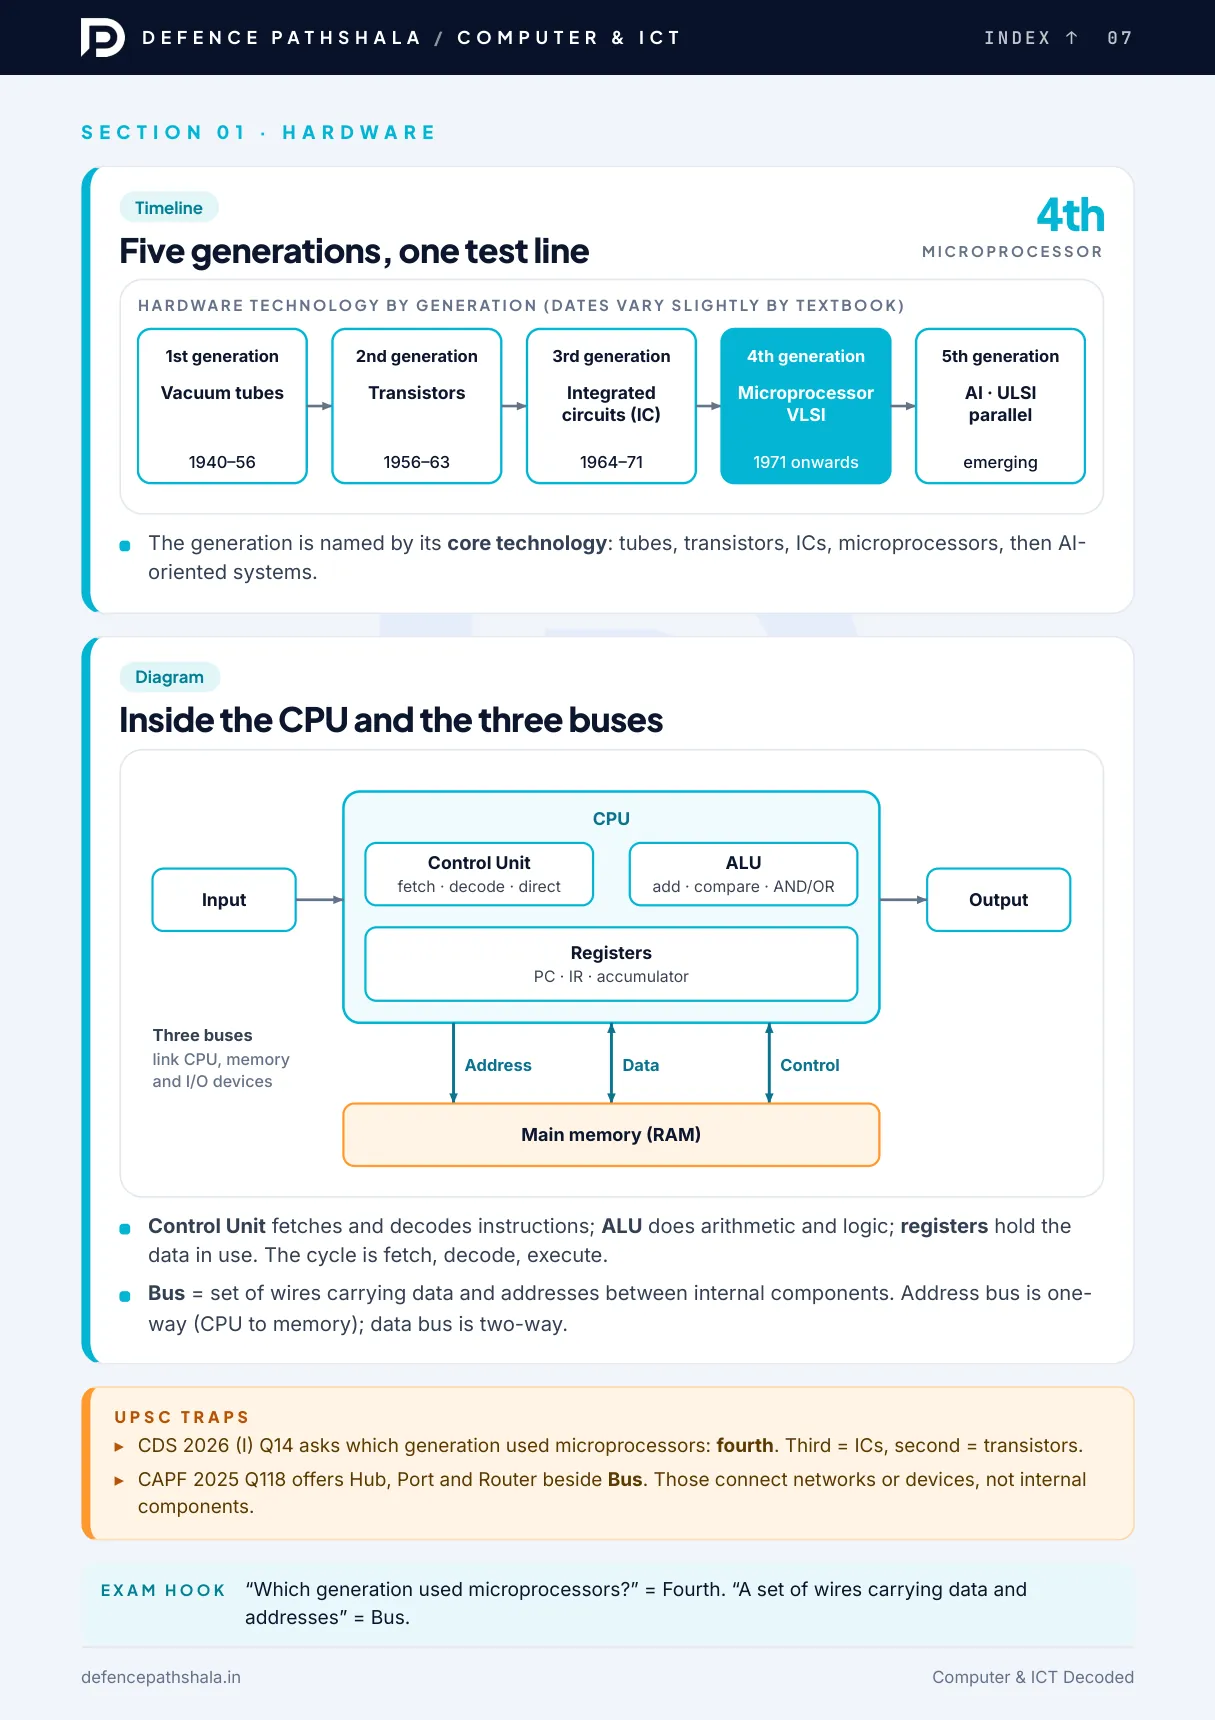 DEFENCE PATHSHALA / COMPUTER & ICT
INDEX ↑ 07
SECTION 01 · HARDWARE
Timeline
Five generations, one test line
4th
MICROPROCESSOR
HARDWARE TECHNOLOGY BY GENERATION (DATES VARY SLIGHTLY BY TEXTBOOK)
1st generation
Vacuum tubes
1940–56
2nd generation
Transistors
1956–63
3rd generation
Integrated
circuits (IC)
1964–71
4th generation
Microprocessor
VLSI
1971 onwards
5th generation
AI · ULSI
parallel
emerging
The generation is named by its core technology: tubes, transistors, ICs, microprocessors, then AI-
oriented systems.
Diagram
Inside the CPU and the three buses
CPU
Control Unit
fetch · decode · direct
ALU
add · compare · AND/OR
Input
Output
Registers
PC · IR · accumulator
Three buses
link CPU, memory
and I/O devices
Address
Data
Control
Main memory (RAM)
Control Unit fetches and decodes instructions; ALU does arithmetic and logic; registers hold the
data in use. The cycle is fetch, decode, execute.
Bus = set of wires carrying data and addresses between internal components. Address bus is one-
way (CPU to memory); data bus is two-way.
UPSC TRAPS
▸ CDS 2026 (I) Q14 asks which generation used microprocessors: fourth. Third = ICs, second = transistors.
▸ CAPF 2025 Q118 offers Hub, Port and Router beside Bus. Those connect networks or devices, not internal
components.
EXAM HOOK “Which generation used microprocessors?” = Fourth. “A set of wires carrying data and
addresses” = Bus.
defencepathshala.in
Computer & ICT Decoded